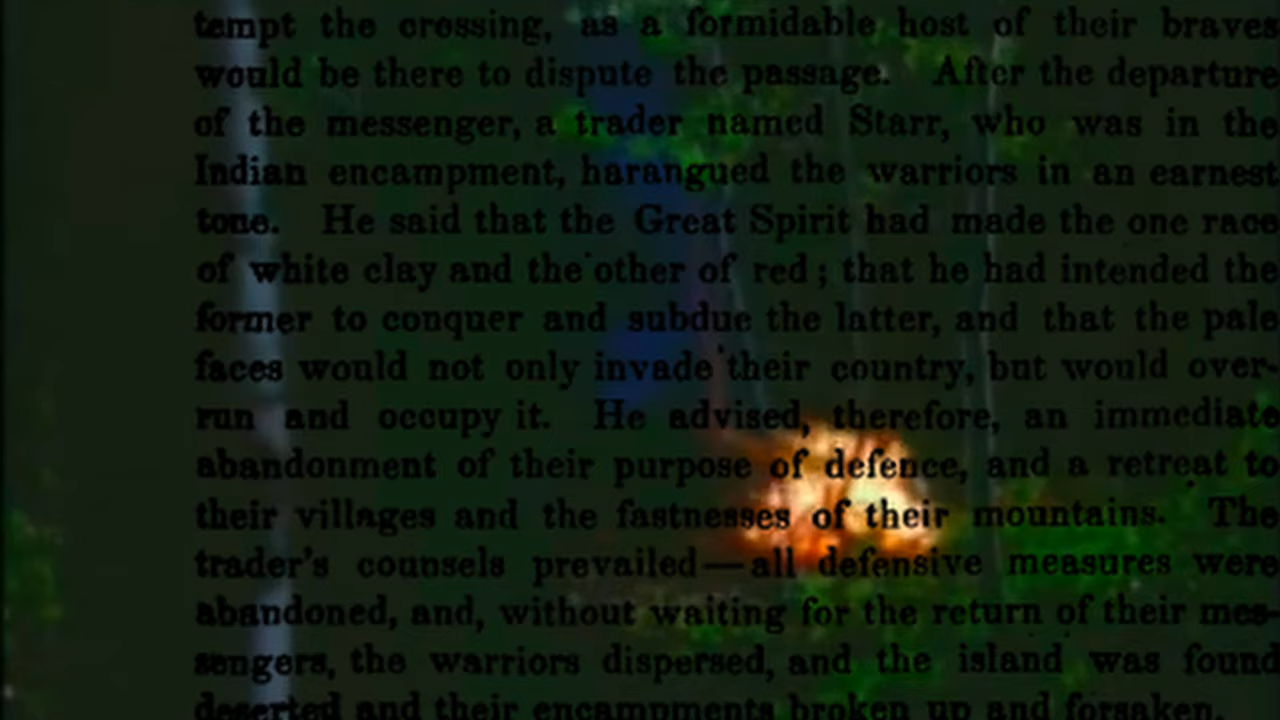 tempt the crossing, as a formidable host of their braves
would be there to dispute the passage. After the departure
of the messenger, a trader named Starr, who was in the
Indian encampment, harangued the warriors in an earnest
tone. He said that the Great Spirit had made the one race
of white clay and the other of red; that he had intended the
former to conquer and subdue the latter, and that the pale
faces would not only invade their country, but would over-
run and occupy it. He advised, therefore, an immediate
abandonment of their purpose of defence, and a retreat to
their villages and the fastnesses of their mountains. The
trader's counsels prevailed—all defensive measures were
abandoned, and, without waiting for the return of their mes-
sengers, the warriors dispersed, and the island was found
deserted and their encampments broken up and forsaken.